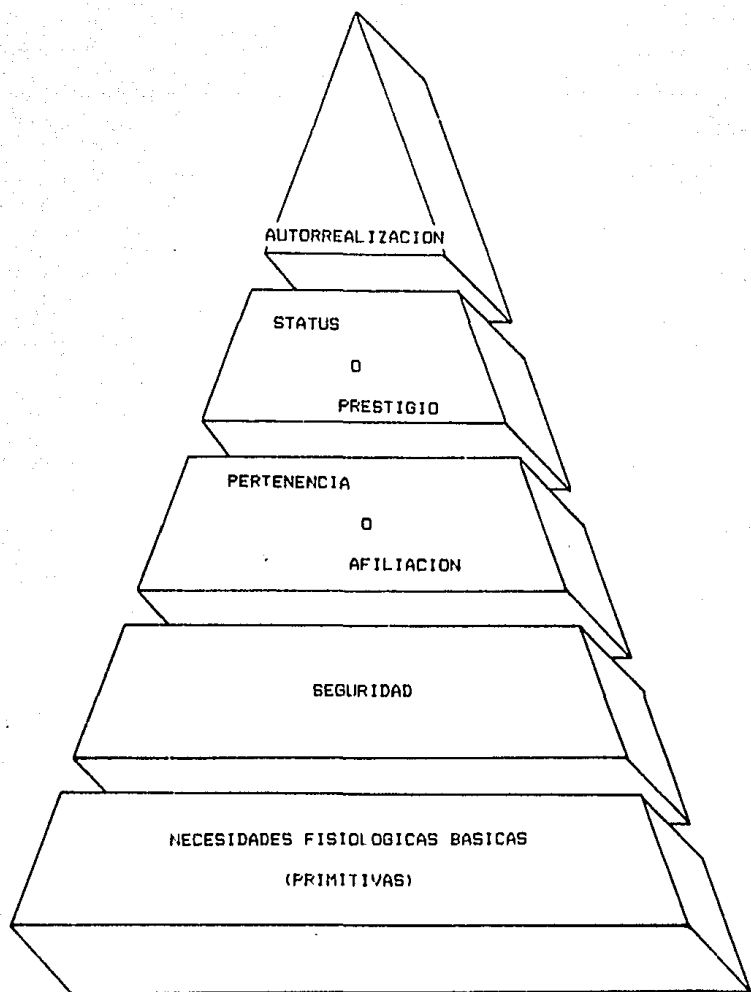 AUTORREALIZACION
STATUS
O
PRESTIGIO
PERTENENCIA
O
AFILIACION
SEGURIDAD
NECESIDADES FISIOLOGICAS BASICAS
(PRIMITIVAS)